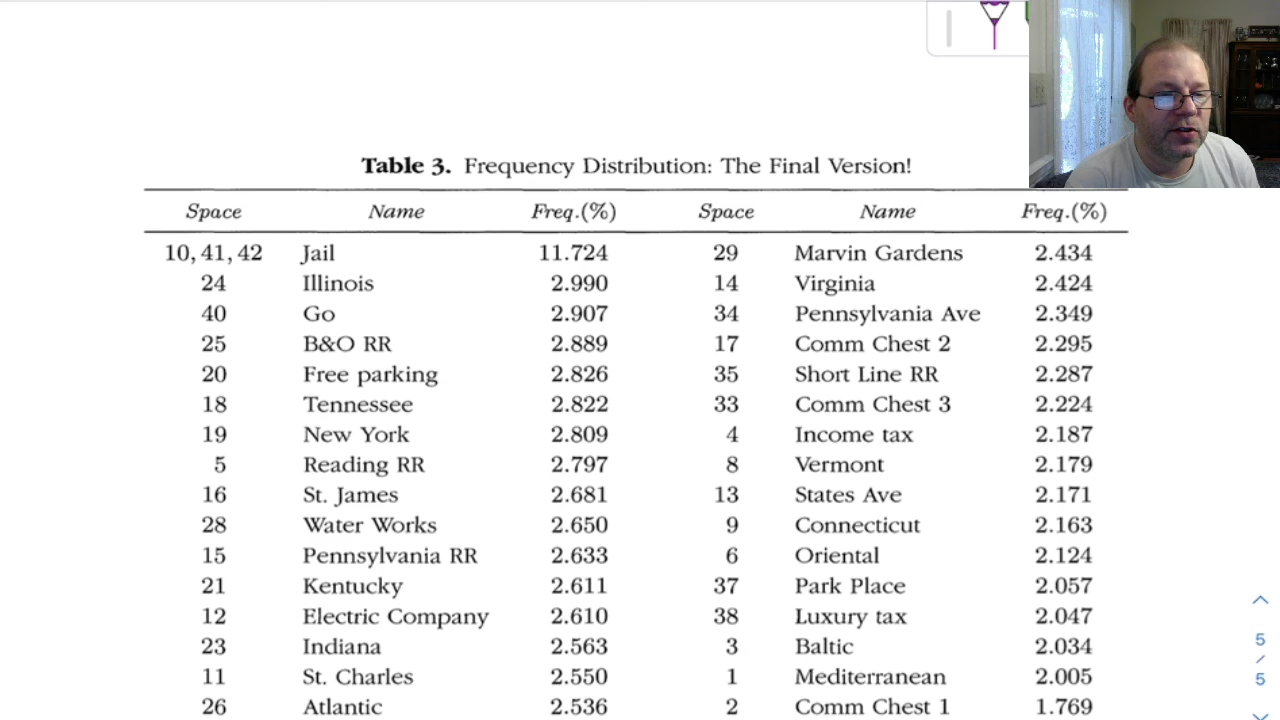 Table 3. Frequency Distribution: The Final Version!
Space Name Freq.(%) Space Name Freq.(%)
10, 41, 42 Jail 11.724 29 Marvin Gardens 2.434
24 Illinois 2.990 14 Virginia 2.424
40 Go 2.907 34 Pennsylvania Ave 2.349
25 B&O RR 2.889 17 Comm Chest 2 2.295
20 Free parking 2.826 35 Short Line RR 2.287
18 Tennessee 2.822 33 Comm Chest 3 2.224
19 New York 2.809 4 Income tax 2.187
5 Reading RR 2.797 8 Vermont 2.179
16 St. James 2.681 13 States Ave 2.171
28 Water Works 2.650 9 Connecticut 2.163
15 Pennsylvania RR 2.633 6 Oriental 2.124
21 Kentucky 2.611 37 Park Place 2.057
12 Electric Company 2.610 38 Luxury tax 2.047
23 Indiana 2.563 3 Baltic 2.034
11 St. Charles 2.550 1 Mediterranean 2.005
26 Atlantic 2.536 2 Comm Chest 1 1.769
5
/
5